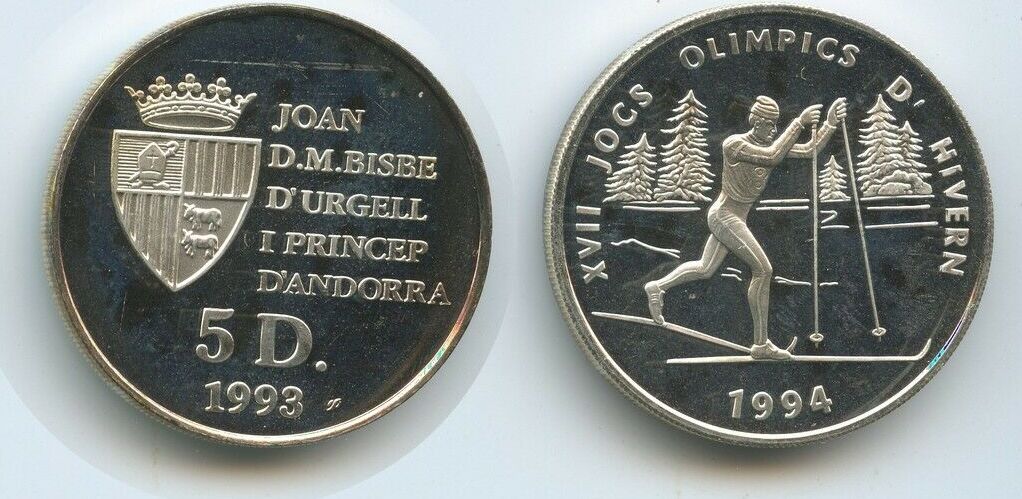 JOAN
D.M.BISBE
D'URGELL
I PRINCEP
D'ANDORRA
5 D.
1993
XVII JOCS OLIMPICS D'HIVERN
1994